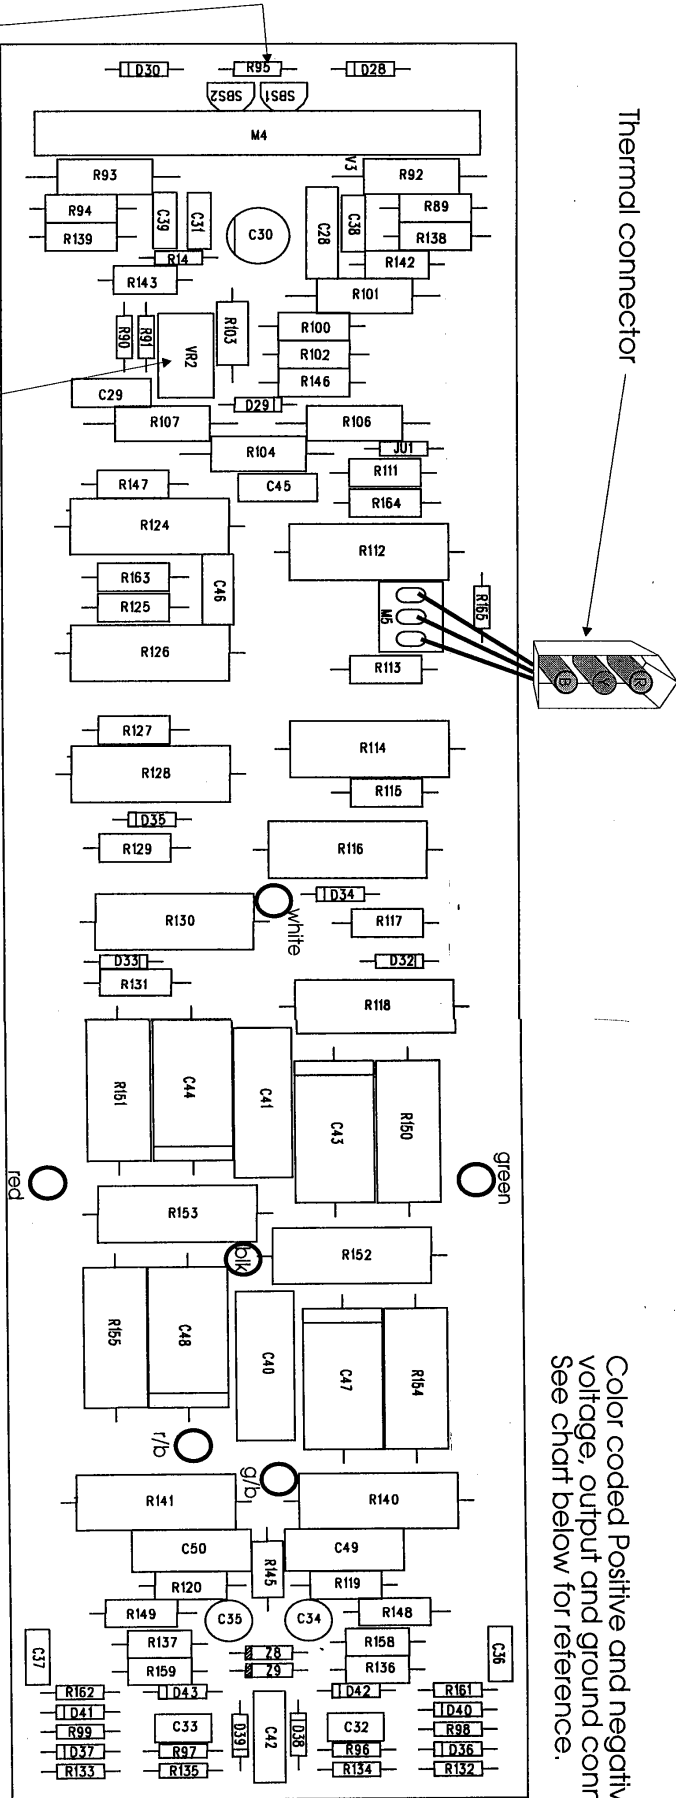 D30
R95
D28
SBS2
SBS1
M4
V3
R93
R92
R94
C39
C31
C30
C28
C38
R89
R139
R138
R14
R142
R143
R101
R90
R91
VR2
R103
R100
R102
R146
C29
D29
R107
R106
R104
JU1
R111
R147
C45
R164
R124
R112
R163
C46
R125
M5
R165
R126
R113
Thermal connector
B
Y
R
R127
R114
R128
R115
D35
R129
R116
D34
R130
white
R117
D33
D32
R131
R118
R151
C44
C41
C43
R150
red
green
R153
blk
R152
R155
C48
C40
C47
R154
r/b
g/b
Color coded Positive and negativ
voltage, output and ground conn
See chart below for reference.
R141
R140
C50
R145
C49
R120
R119
R149
C35
C34
R148
C37
R137
Z8
R158
C36
R159
Z9
R136
R162
D43
D42
R161
D41
D40
R99
C33
D39
C42
D38
C32
R98
D37
R97
R96
D36
R133
R135
R134
R132